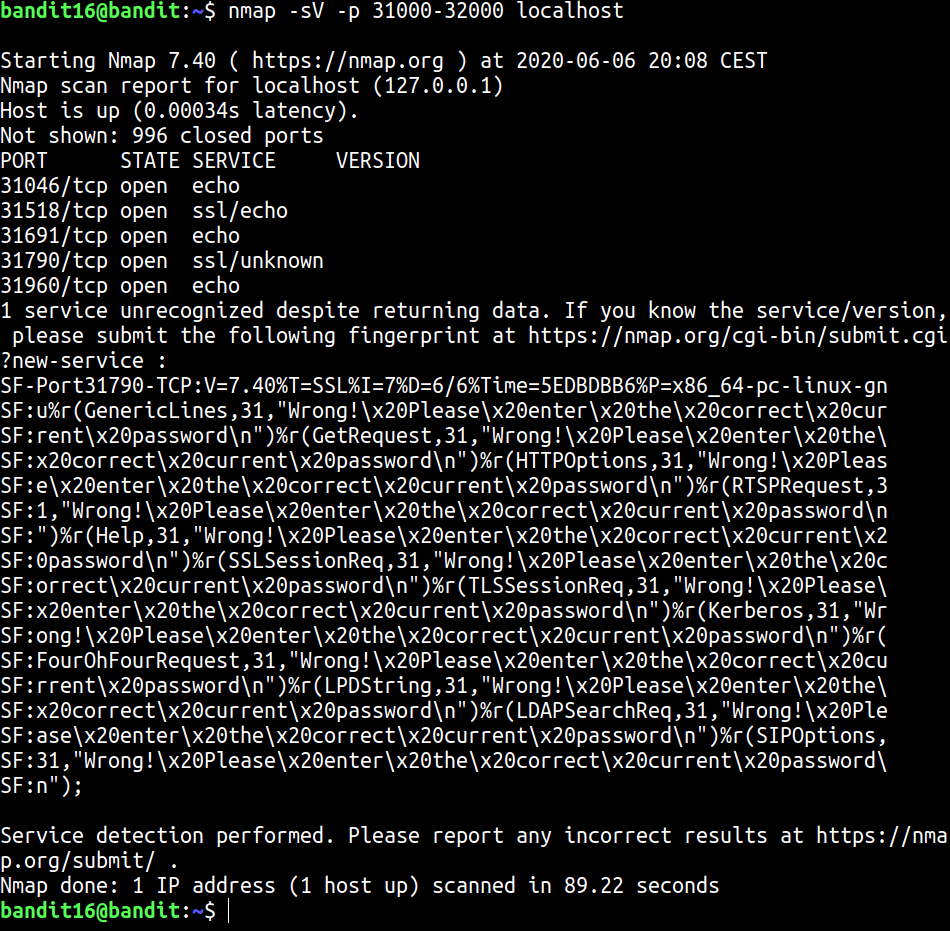 bandit16@bandit:~$ nmap -sV -p 31000-32000 localhost

Starting Nmap 7.40 ( https://nmap.org ) at 2020-06-06 20:08 CEST
Nmap scan report for localhost (127.0.0.1)
Host is up (0.00034s latency).
Not shown: 996 closed ports
PORT      STATE SERVICE     VERSION
31046/tcp open  echo
31518/tcp open  ssl/echo
31691/tcp open  echo
31790/tcp open  ssl/unknown
31960/tcp open  echo
1 service unrecognized despite returning data. If you know the service/version,
 please submit the following fingerprint at https://nmap.org/cgi-bin/submit.cgi
?new-service :
SF-Port31790-TCP:V=7.40%T=SSL%I=7%D=6/6%Time=5EDBDBB6%P=x86_64-pc-linux-gn
SF:u%r(GenericLines,31,"Wrong!\x20Please\x20enter\x20the\x20correct\x20cur
SF:rent\x20password\n")%r(GetRequest,31,"Wrong!\x20Please\x20enter\x20the\
SF:x20correct\x20current\x20password\n")%r(HTTPOptions,31,"Wrong!\x20Pleas
SF:e\x20enter\x20the\x20correct\x20current\x20password\n")%r(RTSPRequest,3
SF:1,"Wrong!\x20Please\x20enter\x20the\x20correct\x20current\x20password\n
SF:")%r(Help,31,"Wrong!\x20Please\x20enter\x20the\x20correct\x20current\x2
SF:0password\n")%r(SSLSessionReq,31,"Wrong!\x20Please\x20enter\x20the\x20c
SF:orrect\x20current\x20password\n")%r(TLSSessionReq,31,"Wrong!\x20Please\
SF:x20enter\x20the\x20correct\x20current\x20password\n")%r(Kerberos,31,"Wr
SF:ong!\x20Please\x20enter\x20the\x20correct\x20current\x20password\n")%r(
SF:FourOhFourRequest,31,"Wrong!\x20Please\x20enter\x20the\x20correct\x20cu
SF:rrent\x20password\n")%r(LPDString,31,"Wrong!\x20Please\x20enter\x20the\
SF:x20correct\x20current\x20password\n")%r(LDAPSearchReq,31,"Wrong!\x20Ple
SF:ase\x20enter\x20the\x20correct\x20current\x20password\n")%r(SIPOptions,
SF:31,"Wrong!\x20Please\x20enter\x20the\x20correct\x20current\x20password\
SF:n");

Service detection performed. Please report any incorrect results at https://nma
p.org/submit/ .
Nmap done: 1 IP address (1 host up) scanned in 89.22 seconds
bandit16@bandit:~$